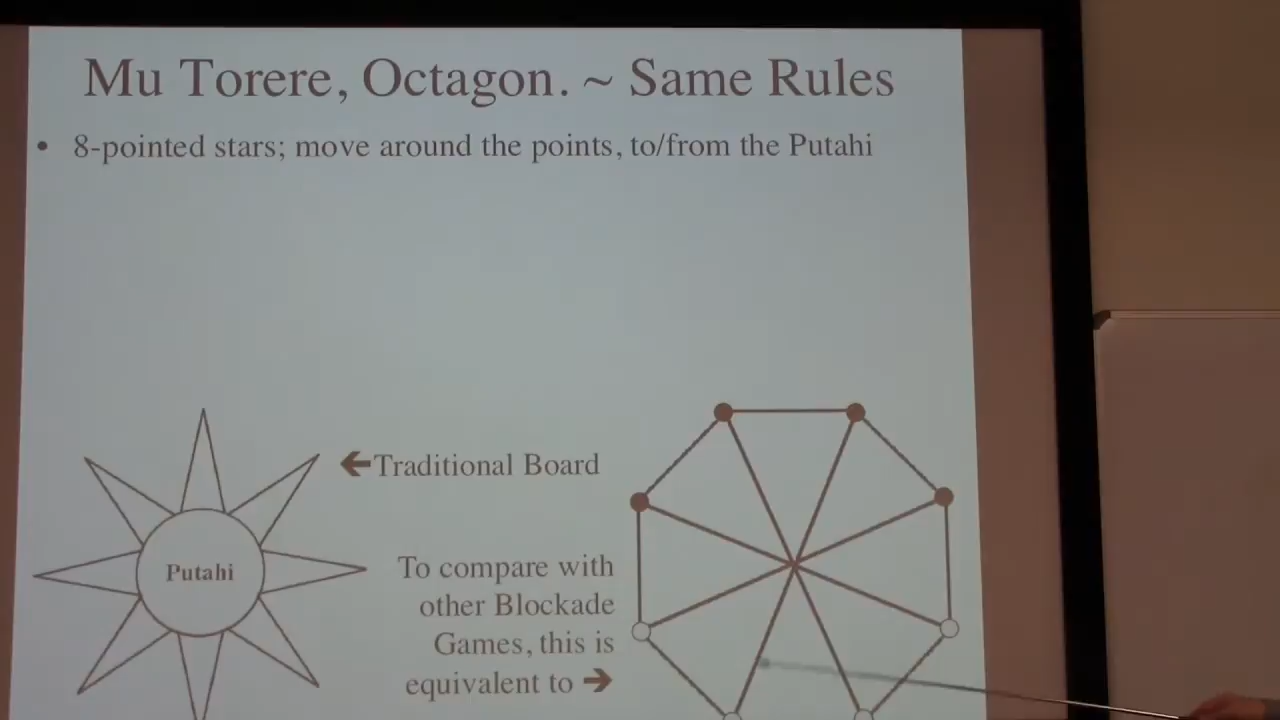 Mu Torere, Octagon. ~ Same Rules
• 8-pointed stars; move around the points, to/from the Putahi
←Traditional Board
Putahi
To compare with
other Blockade
Games, this is
equivalent to →